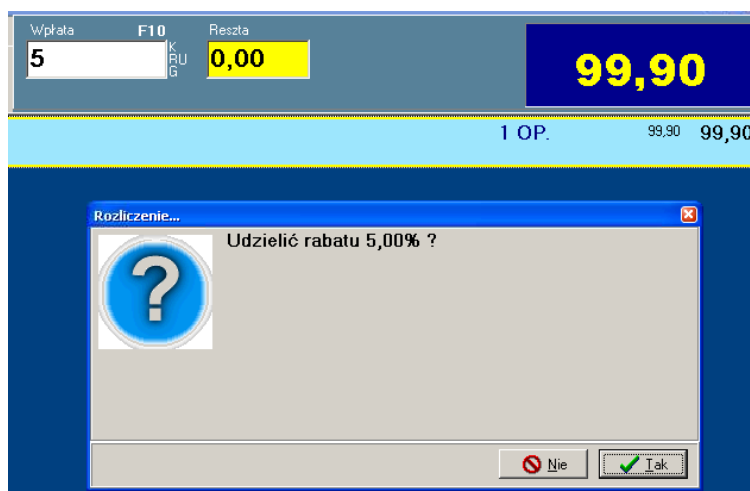 Wpłata F10 Reszta
5 K RU G 0,00
99,90
1 OP. 99,90 99,90
Rozliczenie...
Udzielić rabatu 5,00% ?
Nie Tak